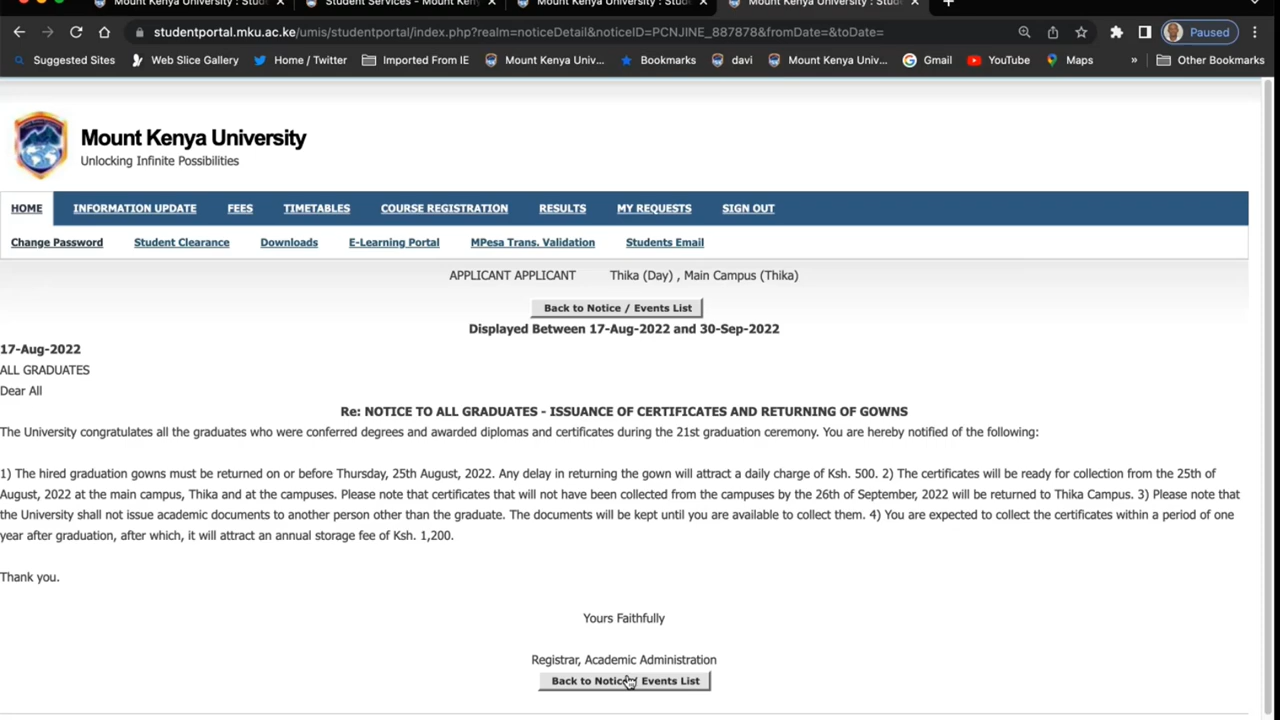 Mount Kenya University : Stud
Student Services - Mount Keny
Mount Kenya University : Stud
Mount Kenya University : Stude
studentportal.mku.ac.ke/umis/studentportal/index.php?realm=noticeDetail&noticeID=PCNJINE_887878&fromDate=&toDate=
Paused
Suggested Sites
Web Slice Gallery
Home / Twitter
Imported From IE
Mount Kenya Univ...
Bookmarks
davi
Mount Kenya Univ...
Gmail
YouTube
Maps
»
Other Bookmarks
Mount Kenya University
Unlocking Infinite Possibilities
HOME INFORMATION UPDATE FEES TIMETABLES COURSE REGISTRATION RESULTS MY REQUESTS SIGN OUT
Change Password Student Clearance Downloads E-Learning Portal MPesa Trans. Validation Students Email
APPLICANT APPLICANT Thika (Day) , Main Campus (Thika)
Back to Notice / Events List
Displayed Between 17-Aug-2022 and 30-Sep-2022
17-Aug-2022
ALL GRADUATES
Dear All
Re: NOTICE TO ALL GRADUATES - ISSUANCE OF CERTIFICATES AND RETURNING OF GOWNS
The University congratulates all the graduates who were conferred degrees and awarded diplomas and certificates during the 21st graduation ceremony. You are hereby notified of the following:
1) The hired graduation gowns must be returned on or before Thursday, 25th August, 2022. Any delay in returning the gown will attract a daily charge of Ksh. 500. 2) The certificates will be ready for collection from the 25th of
August, 2022 at the main campus, Thika and at the campuses. Please note that certificates that will not have been collected from the campuses by the 26th of September, 2022 will be returned to Thika Campus. 3) Please note that
the University shall not issue academic documents to another person other than the graduate. The documents will be kept until you are available to collect them. 4) You are expected to collect the certificates within a period of one
year after graduation, after which, it will attract an annual storage fee of Ksh. 1,200.
Thank you.
Yours Faithfully
Registrar, Academic Administration
Back to Notice / Events List